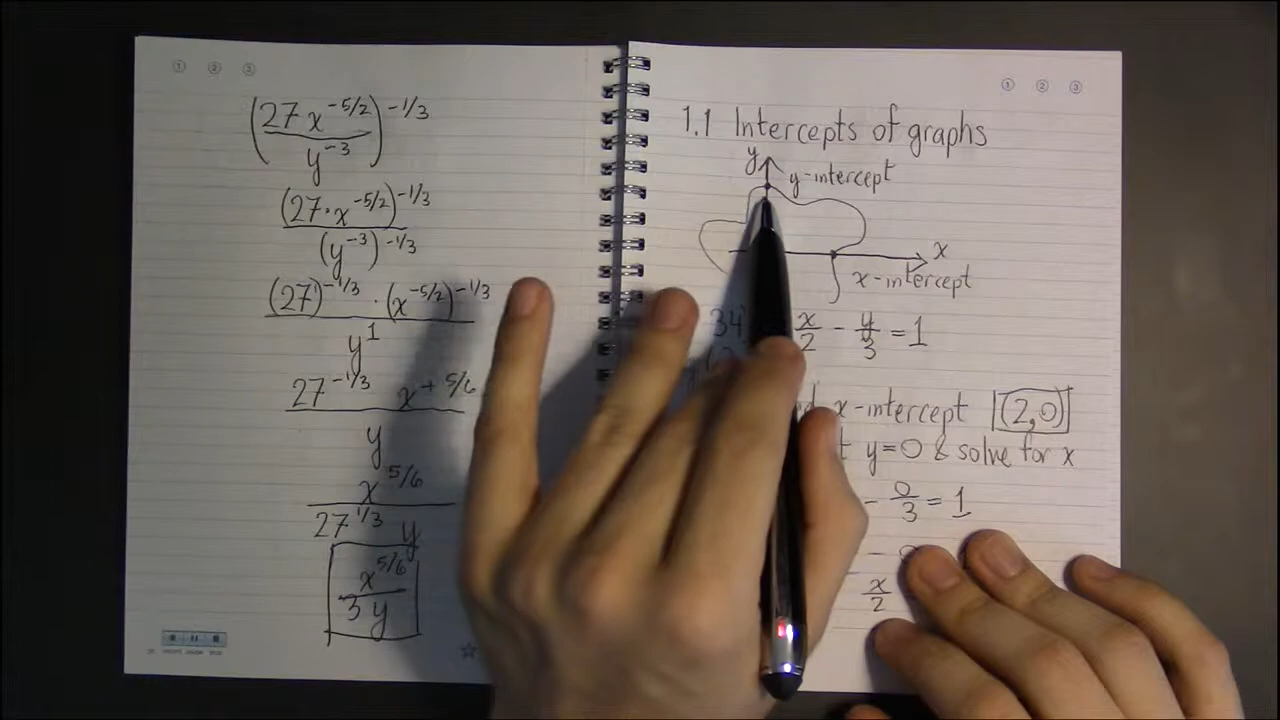 ① ② ③
(27 x^-5/2 / y^-3)^-1/3
(27·x^-5/2)^-1/3 / (y^-3)^-1/3
(27)^-1/3 · (x^-5/2)^-1/3 / y^1
27^-1/3 x^+5/6 / y
x^5/6 / 27^1/3 y
x^5/6 / 3 y
① ② ③
1.1 Intercepts of graphs
y
y-intercept
x
x-intercept
34 x/2 - y/3 = 1
x-intercept (2,0)
y=0 & solve for x
- 0/3 = 1
x/2